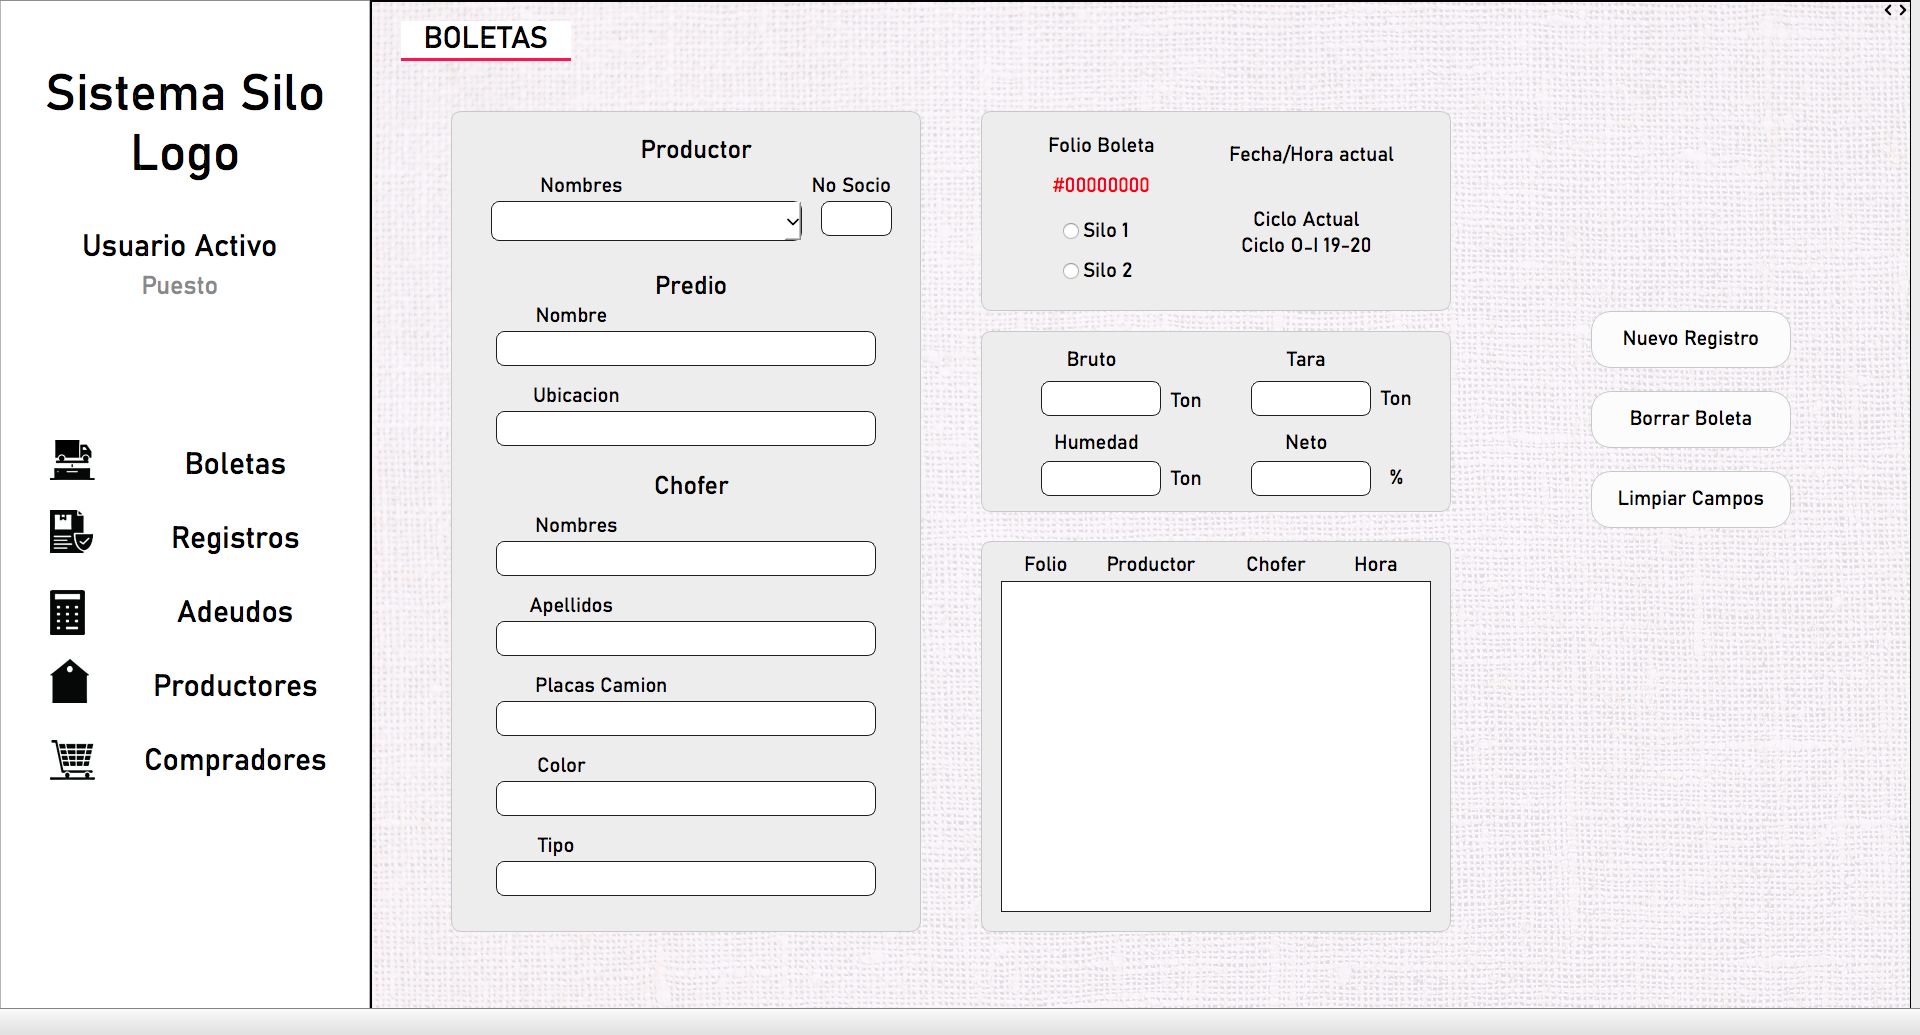 Sistema Silo
Logo
Usuario Activo
Puesto
Boletas
Registros
Adeudos
Productores
Compradores
BOLETAS
Productor
Nombres
No Socio
Predio
Nombre
Ubicacion
Chofer
Nombres
Apellidos
Placas Camion
Color
Tipo
Folio Boleta
#00000000
Silo 1
Silo 2
Fecha/Hora actual
Ciclo Actual
Ciclo O-I 19-20
Bruto
Tara
Ton
Ton
Humedad
Neto
Ton
%
Folio Productor Chofer Hora
Nuevo Registro
Borrar Boleta
Limpiar Campos